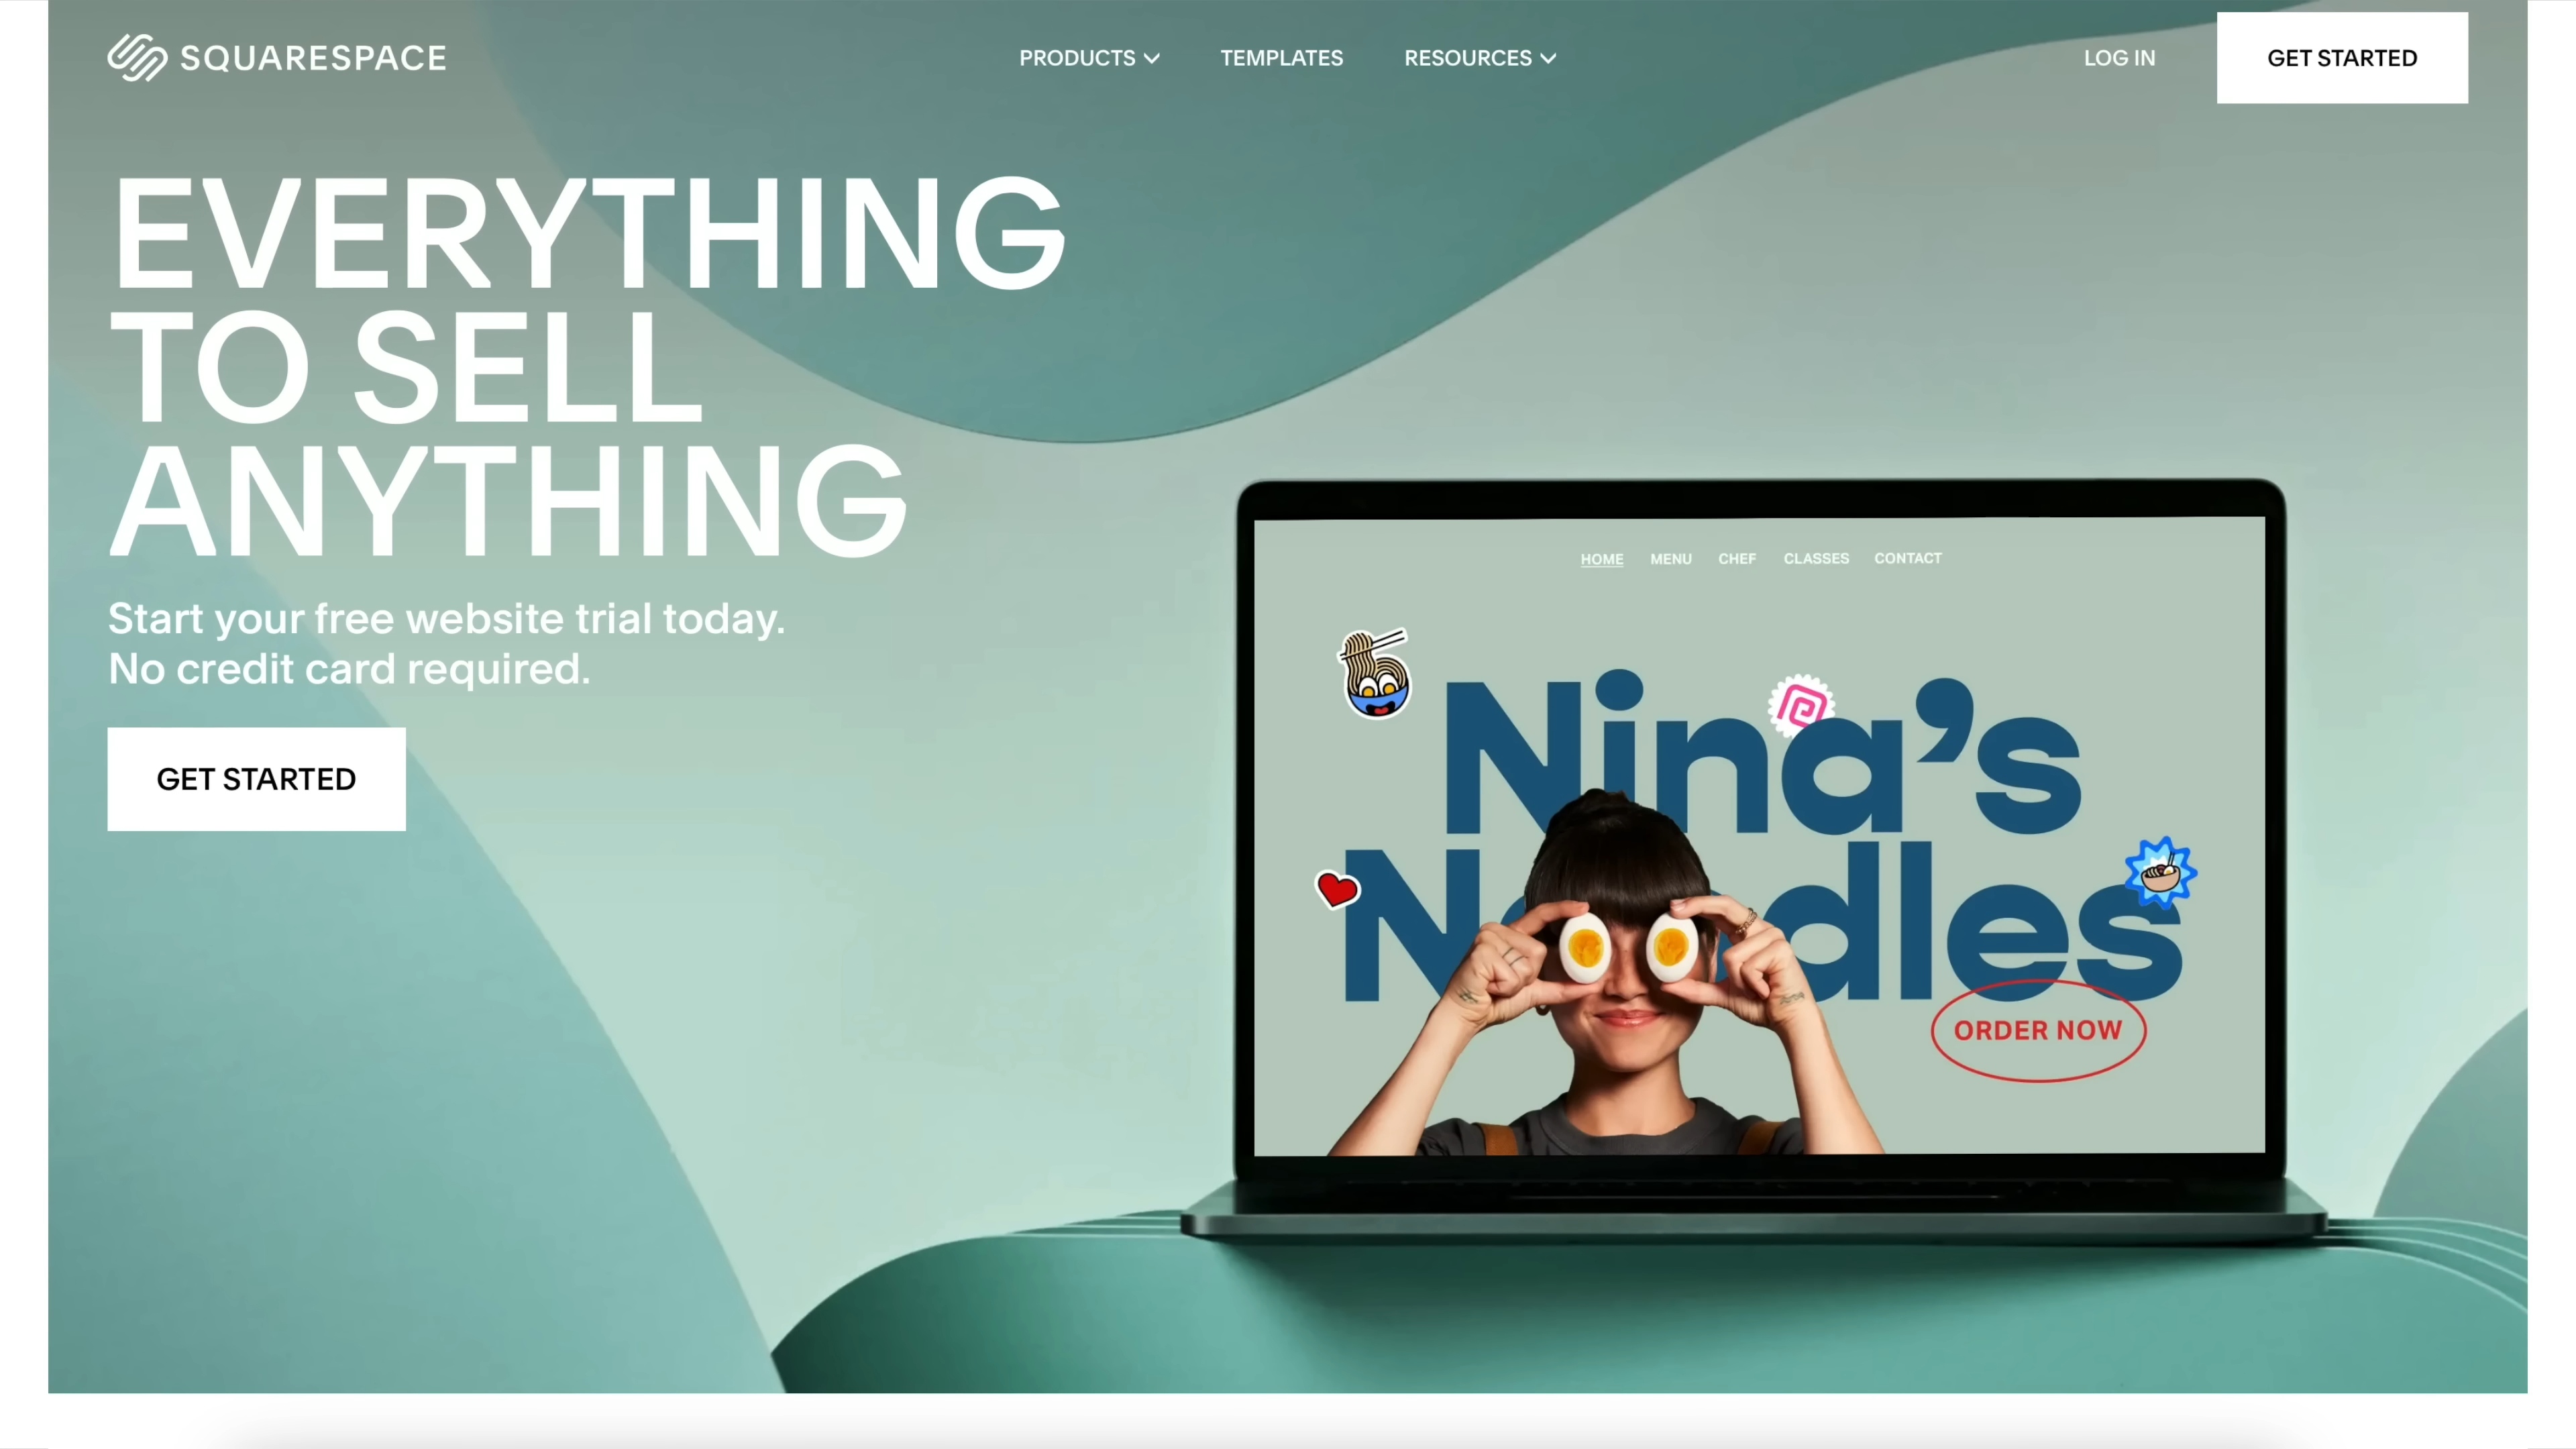 SQUARESPACE
PRODUCTS
TEMPLATES
RESOURCES
LOG IN
GET STARTED
EVERYTHING
TO SELL
ANYTHING
Start your free website trial today.
No credit card required.
GET STARTED
HOME MENU CHEF CLASSES CONTACT
Nina’s
Noodles
ORDER NOW